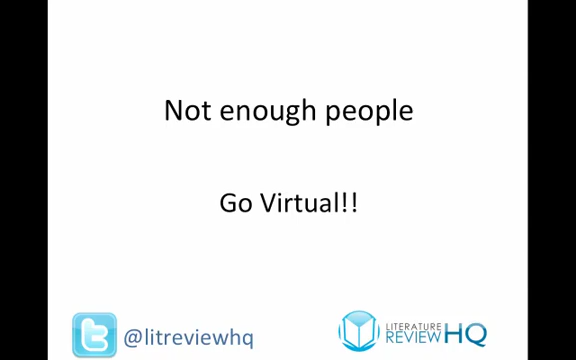 Not enough people
Go Virtual!!
@litreviewhq
LITERATURE
REVIEW HQ